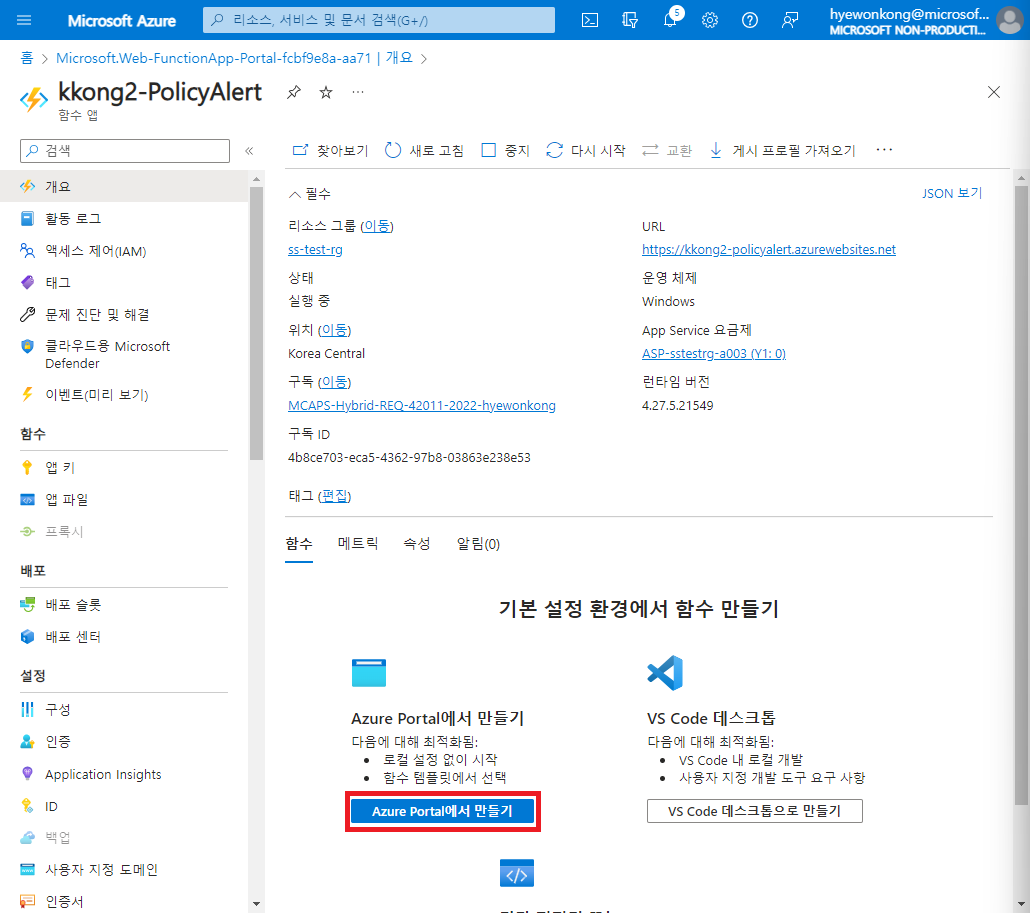 Microsoft Azure
리소스, 서비스 및 문서 검색(G+/)
5
hyewonkong@microsof...
MICROSOFT NON-PRODUCTI...
홈 > Microsoft.Web-FunctionApp-Portal-fcbf9e8a-aa71 | 개요 >
kkong2-PolicyAlert
···
함수 앱
검색
«
개요
활동 로그
액세스 제어(IAM)
태그
문제 진단 및 해결
클라우드용 Microsoft
Defender
이벤트(미리 보기)
함수
앱 키
앱 파일
프록시
배포
배포 슬롯
배포 센터
설정
구성
인증
Application Insights
ID
백업
사용자 지정 도메인
인증서
찾아보기 새로 고침 중지 다시 시작 교환 게시 프로필 가져오기 ···
필수
JSON 보기
리소스 그룹 (이동)
ss-test-rg
상태
실행 중
위치 (이동)
Korea Central
구독 (이동)
MCAPS-Hybrid-REQ-42011-2022-hyewonkong
구독 ID
4b8ce703-eca5-4362-97b8-03863e238e53
URL
https://kkong2-policyalert.azurewebsites.net
운영 체제
Windows
App Service 요금제
ASP-sstestrg-a003 (Y1: 0)
런타임 버전
4.27.5.21549
태그 (편집)
함수 메트릭 속성 알림(0)
기본 설정 환경에서 함수 만들기
Azure Portal에서 만들기
다음에 대해 최적화됨:
• 로컬 설정 없이 시작
• 함수 템플릿에서 선택
Azure Portal에서 만들기
VS Code 데스크톱
다음에 대해 최적화됨:
• VS Code 내 로컬 개발
• 사용자 지정 개발 도구 요구 사항
VS Code 데스크톱으로 만들기